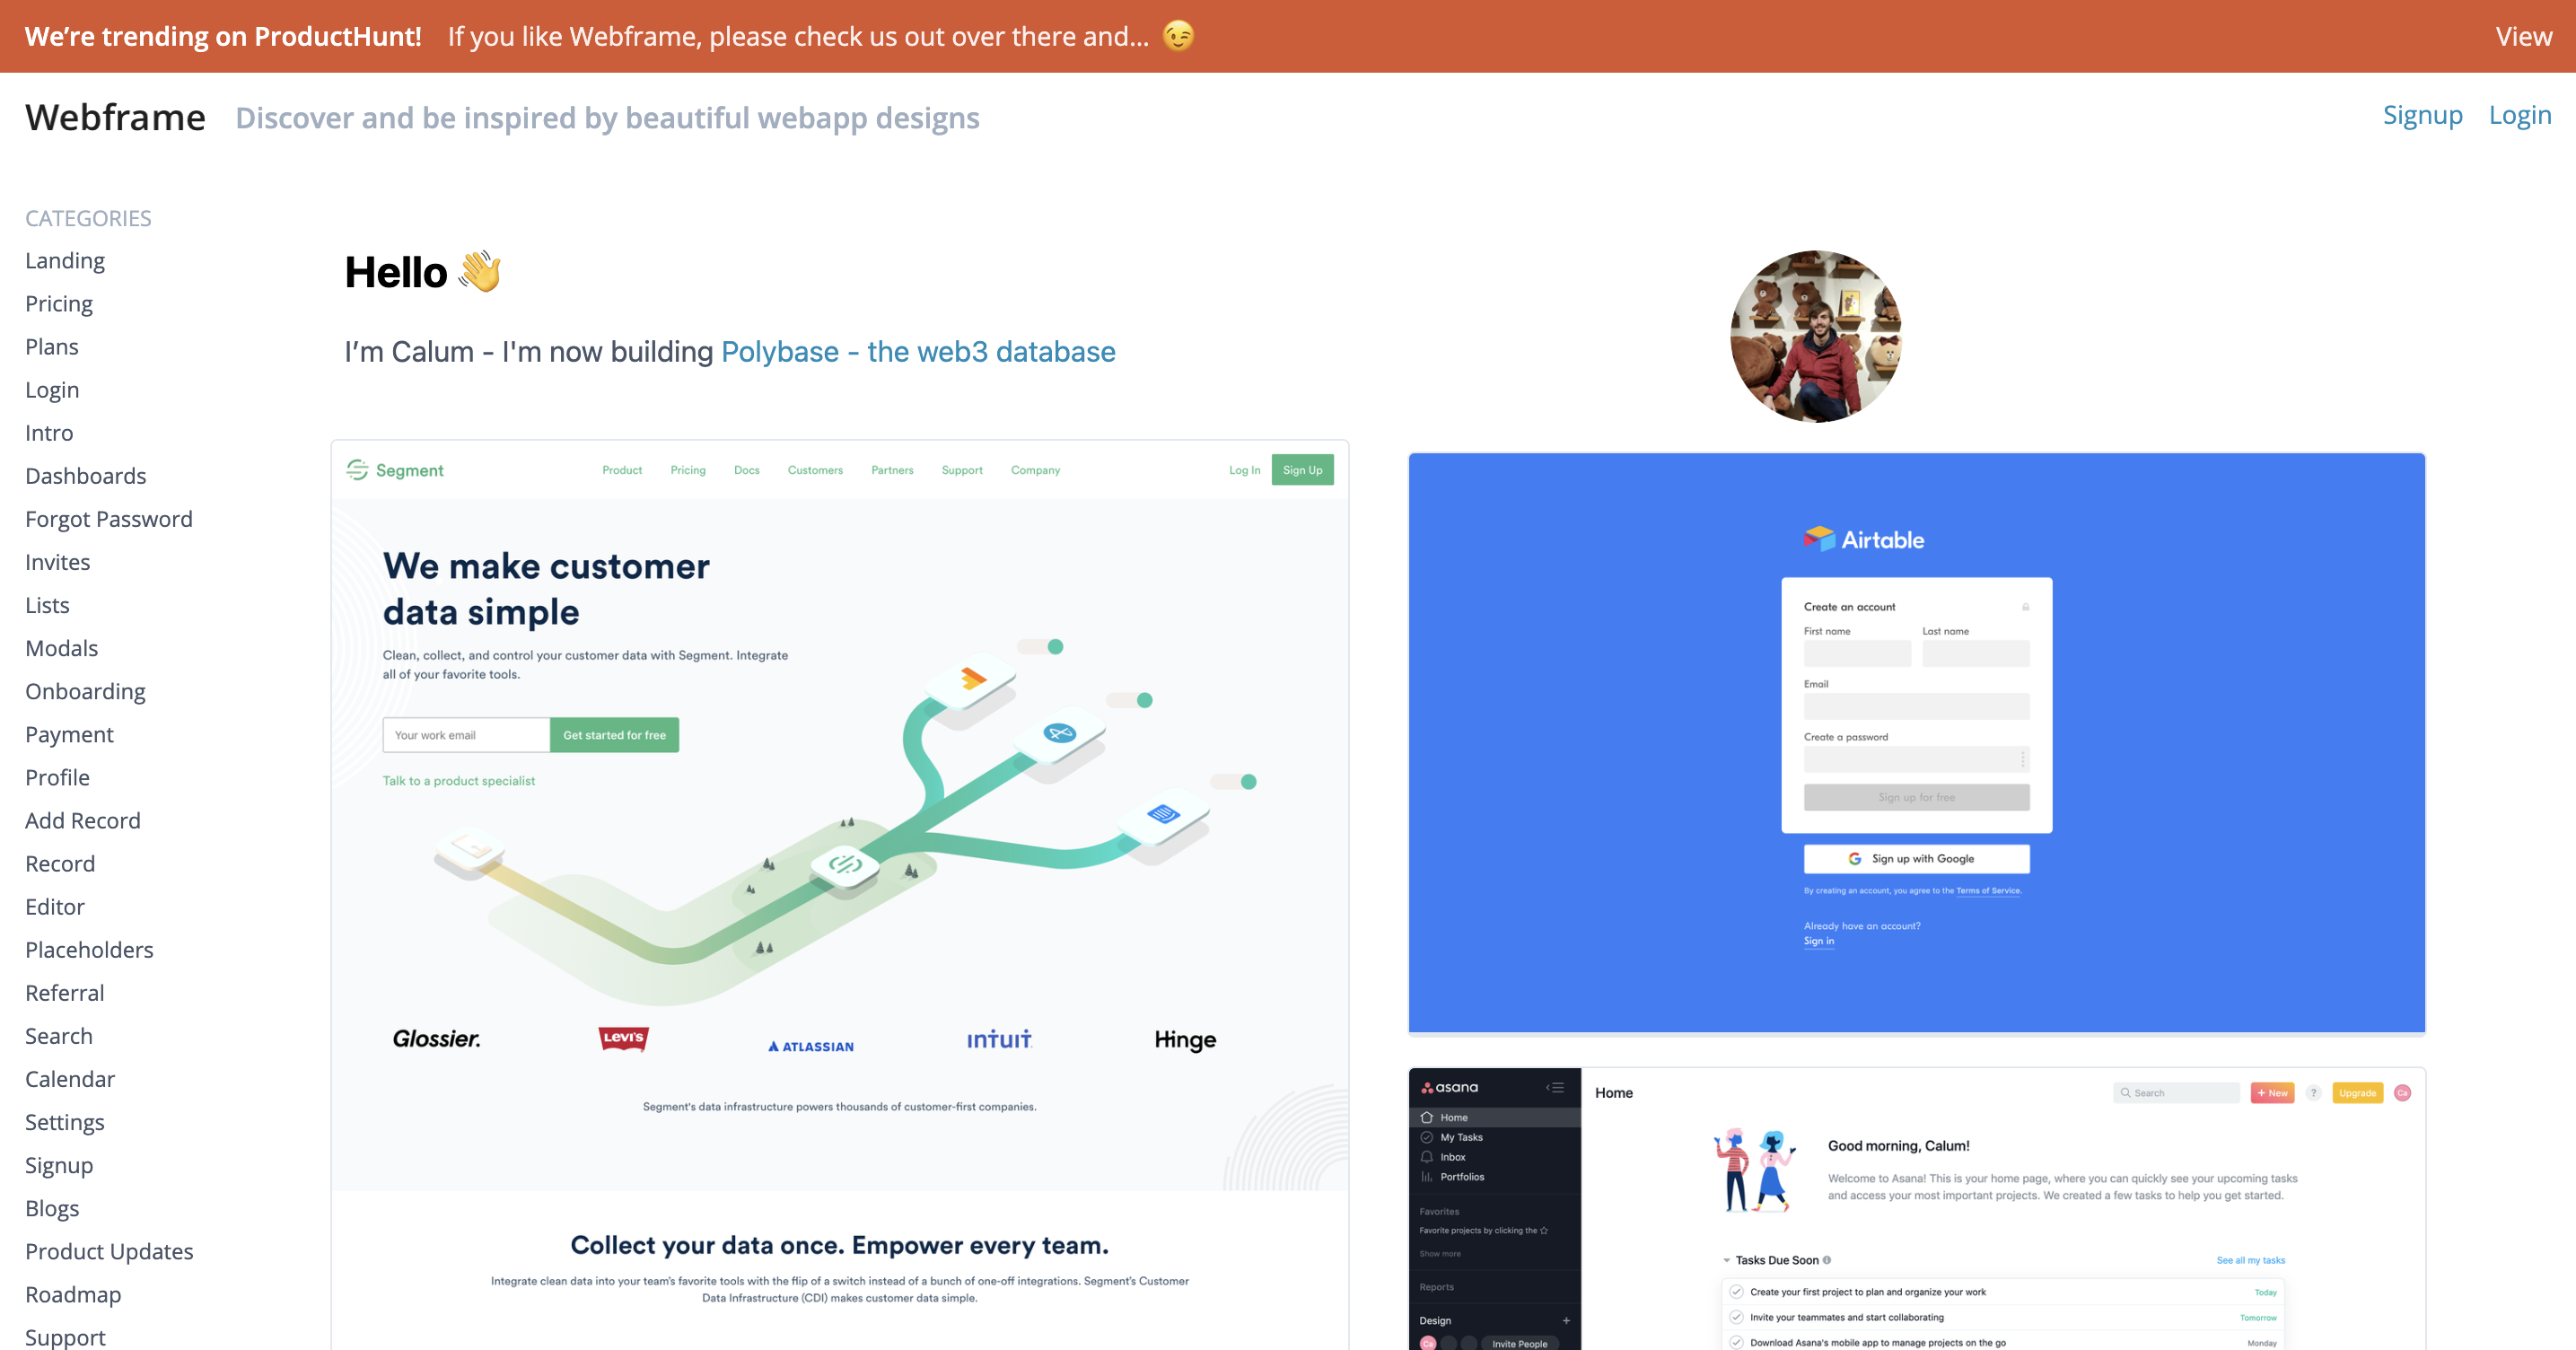 We're trending on ProductHunt! If you like Webframe, please check us out over there and... 😉 View
Webframe Discover and be inspired by beautiful webapp designs Signup Login
CATEGORIES
Landing
Pricing
Plans
Login
Intro
Dashboards
Forgot Password
Invites
Lists
Modals
Onboarding
Payment
Profile
Add Record
Record
Editor
Placeholders
Referral
Search
Calendar
Settings
Signup
Blogs
Product Updates
Roadmap
Support
Hello 👋
I'm Calum - I'm now building Polybase - the web3 database
Segment Product Pricing Docs Customers Partners Support Company Log In Sign Up
We make customer
data simple
Clean, collect, and control your customer data with Segment. Integrate
all of your favorite tools.
Your work email Get started for free
Talk to a product specialist
Glossier. LEVI'S ATLASSIAN INTUIT Hinge
Segment's data infrastructure powers thousands of customer-first companies.
Collect your data once. Empower every team.
Integrate clean data into your team's favorite tools with the flip of a switch instead of a bunch of one-off integrations. Segment's Customer
Data Infrastructure (CDI) makes customer data simple.
Airtable
Create an account
First name Last name
Email
Create a password
Sign up for free
Sign up with Google
By creating an account, you agree to the Terms of Service.
Already have an account?
Sign in
asana
Home
My Tasks
Inbox
Portfolios
Favorites
Favorite projects by clicking the ☆
Show more
Reports
Design +
Ca Invite People
Home Search + New ? Upgrade Ca
Good morning, Calum!
Welcome to Asana! This is your home page, where you can quickly see your upcoming tasks
and access your most important projects. We created a few tasks to help you get started.
Tasks Due Soon See all my tasks
Create your first project to plan and organize your work Today
Invite your teammates and start collaborating Tomorrow
Download Asana's mobile app to manage projects on the go Monday